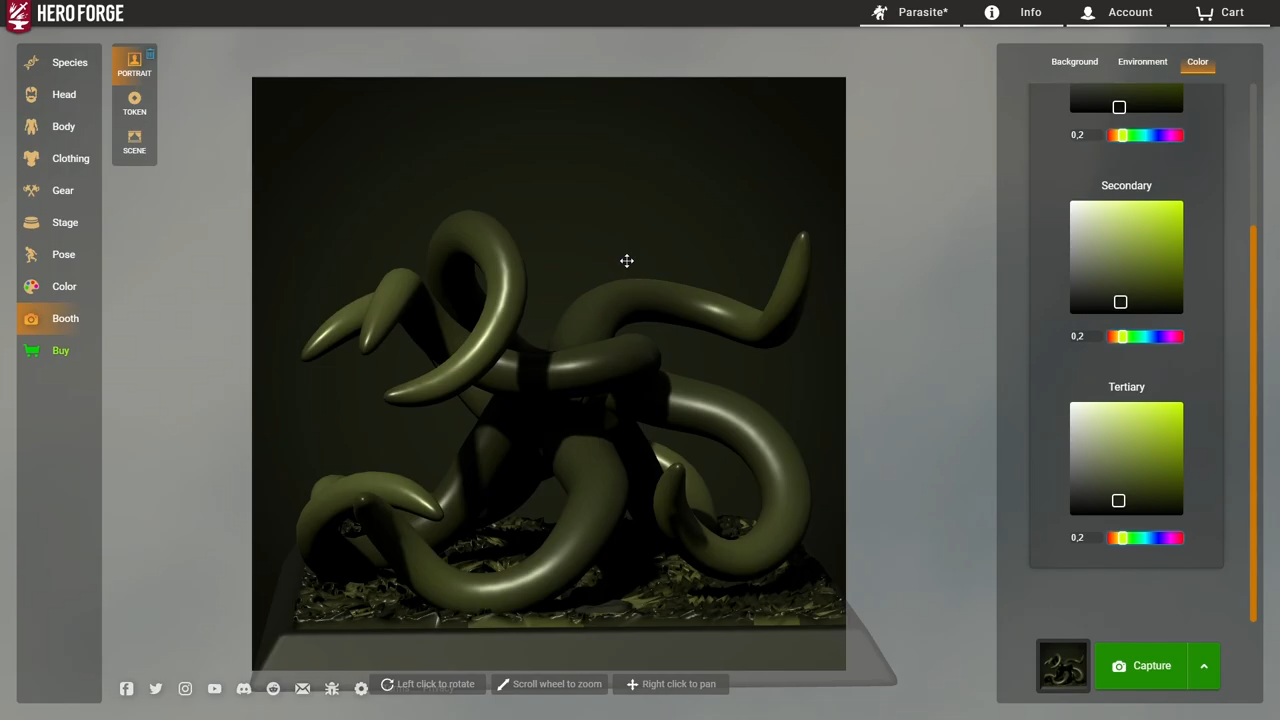 HERO FORGE
Parasite*
Info
Account
Cart
Species
Head
Body
Clothing
Gear
Stage
Pose
Color
Booth
Buy
PORTRAIT
TOKEN
SCENE
Background
Environment
Color
0,2
Secondary
0,2
Tertiary
0,2
Left click to rotate
Scroll wheel to zoom
Right click to pan
Capture